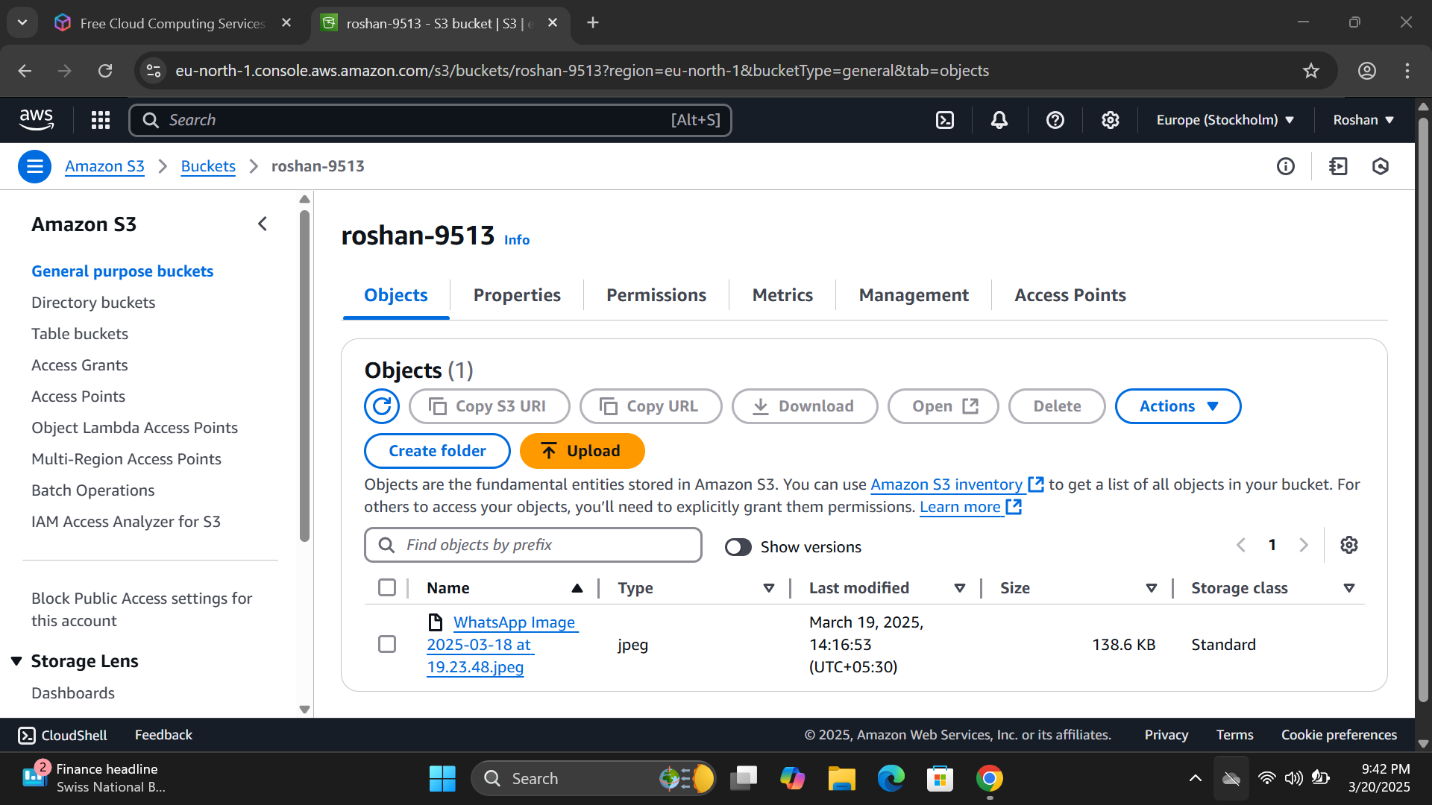 Free Cloud Computing Services
roshan-9513 - S3 bucket | S3 | e
eu-north-1.console.aws.amazon.com/s3/buckets/roshan-9513?region=eu-north-1&bucketType=general&tab=objects
aws
Search
[Alt+S]
Europe (Stockholm)
Roshan
Amazon S3
Buckets
roshan-9513
Amazon S3
General purpose buckets
Directory buckets
Table buckets
Access Grants
Access Points
Object Lambda Access Points
Multi-Region Access Points
Batch Operations
IAM Access Analyzer for S3
Block Public Access settings for
this account
Storage Lens
Dashboards
roshan-9513 Info
Objects
Properties
Permissions
Metrics
Management
Access Points
Objects (1)
Copy S3 URI
Copy URL
Download
Open
Delete
Actions
Create folder
Upload
Objects are the fundamental entities stored in Amazon S3. You can use Amazon S3 inventory to get a list of all objects in your bucket. For
others to access your objects, you'll need to explicitly grant them permissions. Learn more
Find objects by prefix
Show versions
1
Name
Type
Last modified
Size
Storage class
WhatsApp Image
2025-03-18 at
19.23.48.jpeg
jpeg
March 19, 2025,
14:16:53
(UTC+05:30)
138.6 KB
Standard
CloudShell
Feedback
© 2025, Amazon Web Services, Inc. or its affiliates.
Privacy
Terms
Cookie preferences
2
Finance headline
Swiss National B...
Search
9:42 PM
3/20/2025